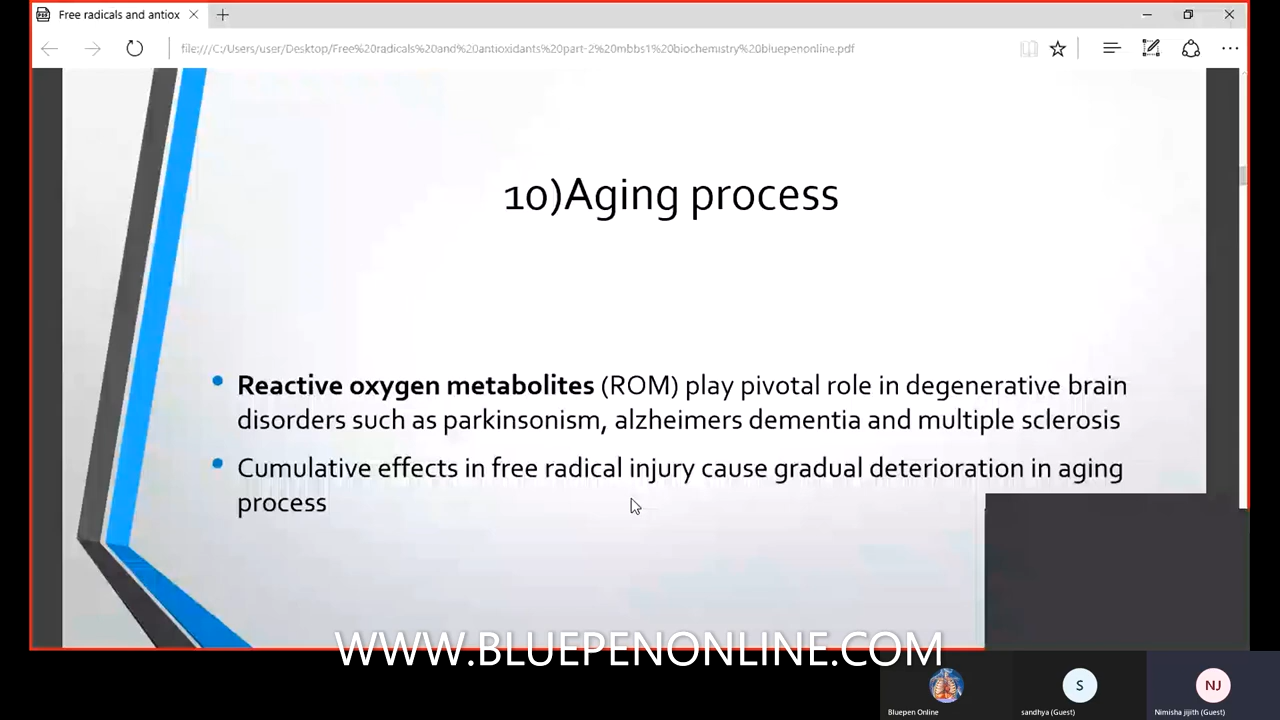 Free radicals and antiox
file:///C:/Users/user/Desktop/Free%20radicals%20and%20antioxidants%20part-2%20mbbs1%20biochemistry%20bluepenonline.pdf
10)Aging process
Reactive oxygen metabolites (ROM) play pivotal role in degenerative brain
disorders such as parkinsonism, alzheimers dementia and multiple sclerosis
Cumulative effects in free radical injury cause gradual deterioration in aging
process
WWW.BLUEPENONLINE.COM
S
NJ
Bluepen Online
sandhya (Guest)
Nimisha jijith (Guest)